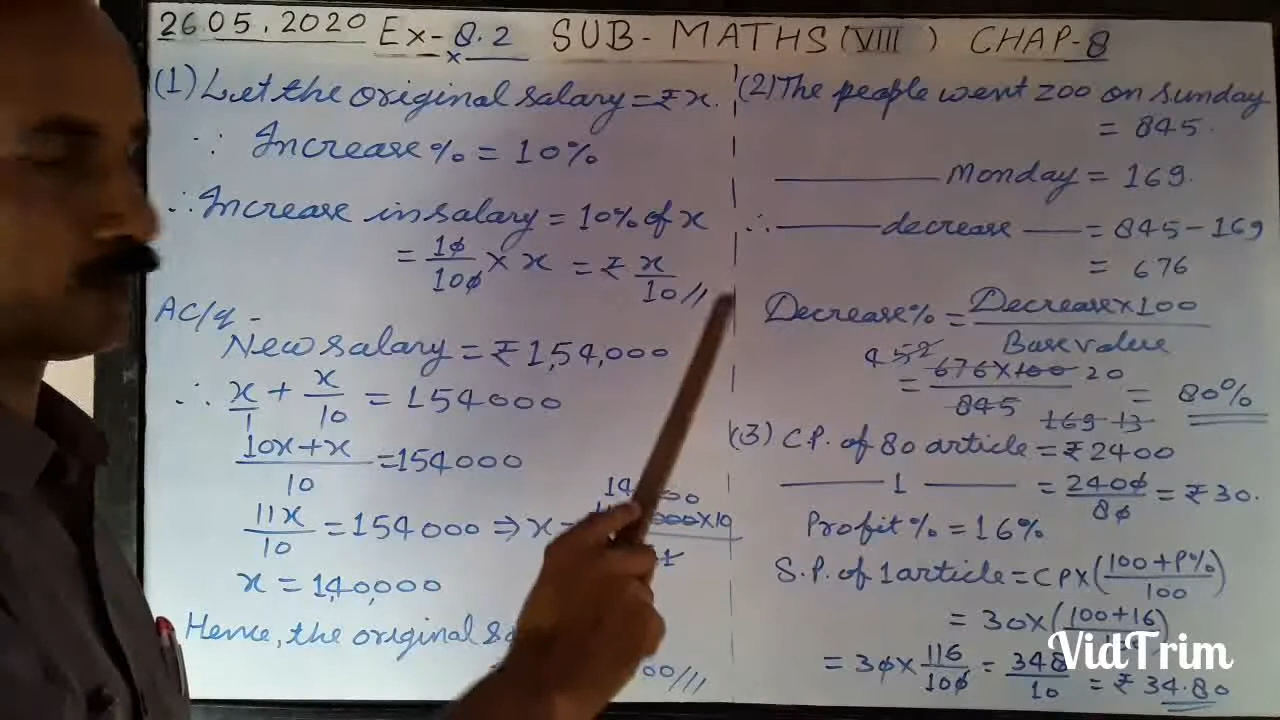 26.05.2020 Ex-8.2 SUB- MATHS (VIII) CHAP-8
(1) Let the original salary = ₹ x.
∵ Increase % = 10%
∴ Increase in salary = 10% of x
= 10/100 × x = ₹ x/10 //
AC/q -
New salary = ₹ 1,54,000
∴ x/1 + x/10 = 154000
10x+x/10 = 154000
11x/10 = 154000 ⇒ x =
x = 1,40,000
Hence, the original
(2) The people went zoo on sunday
= 845.
——— Monday = 169.
∴ ——— decrease —— = 845 - 169
= 676
Decrease % = Decrease × 100 / Base value
= 676 × 100 / 845 = 80%
(3) C.P. of 80 article = ₹ 2400
——— 1 ——— = 2400/80 = ₹ 30.
Profit % = 16%
S.P. of 1 article = CP × (100 + P% / 100)
= 30 × (100 + 16 /
= 30 × 116/100 = 348/10 = ₹ 34.80
VidTrim